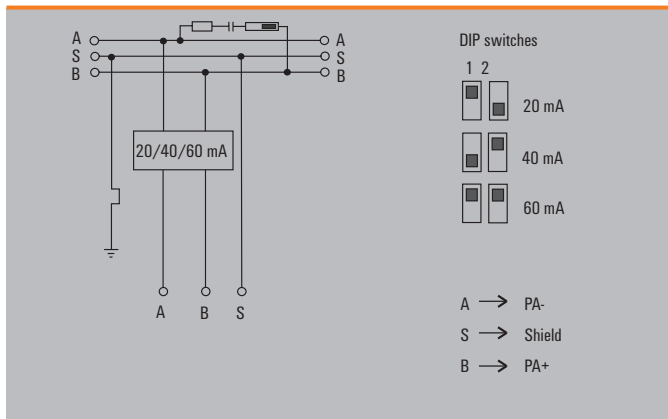 A
S
B
A
S
B
20/40/60 mA
A B S
DIP switches
1 2
20 mA
40 mA
60 mA
A → PA-
S → Shield
B → PA+